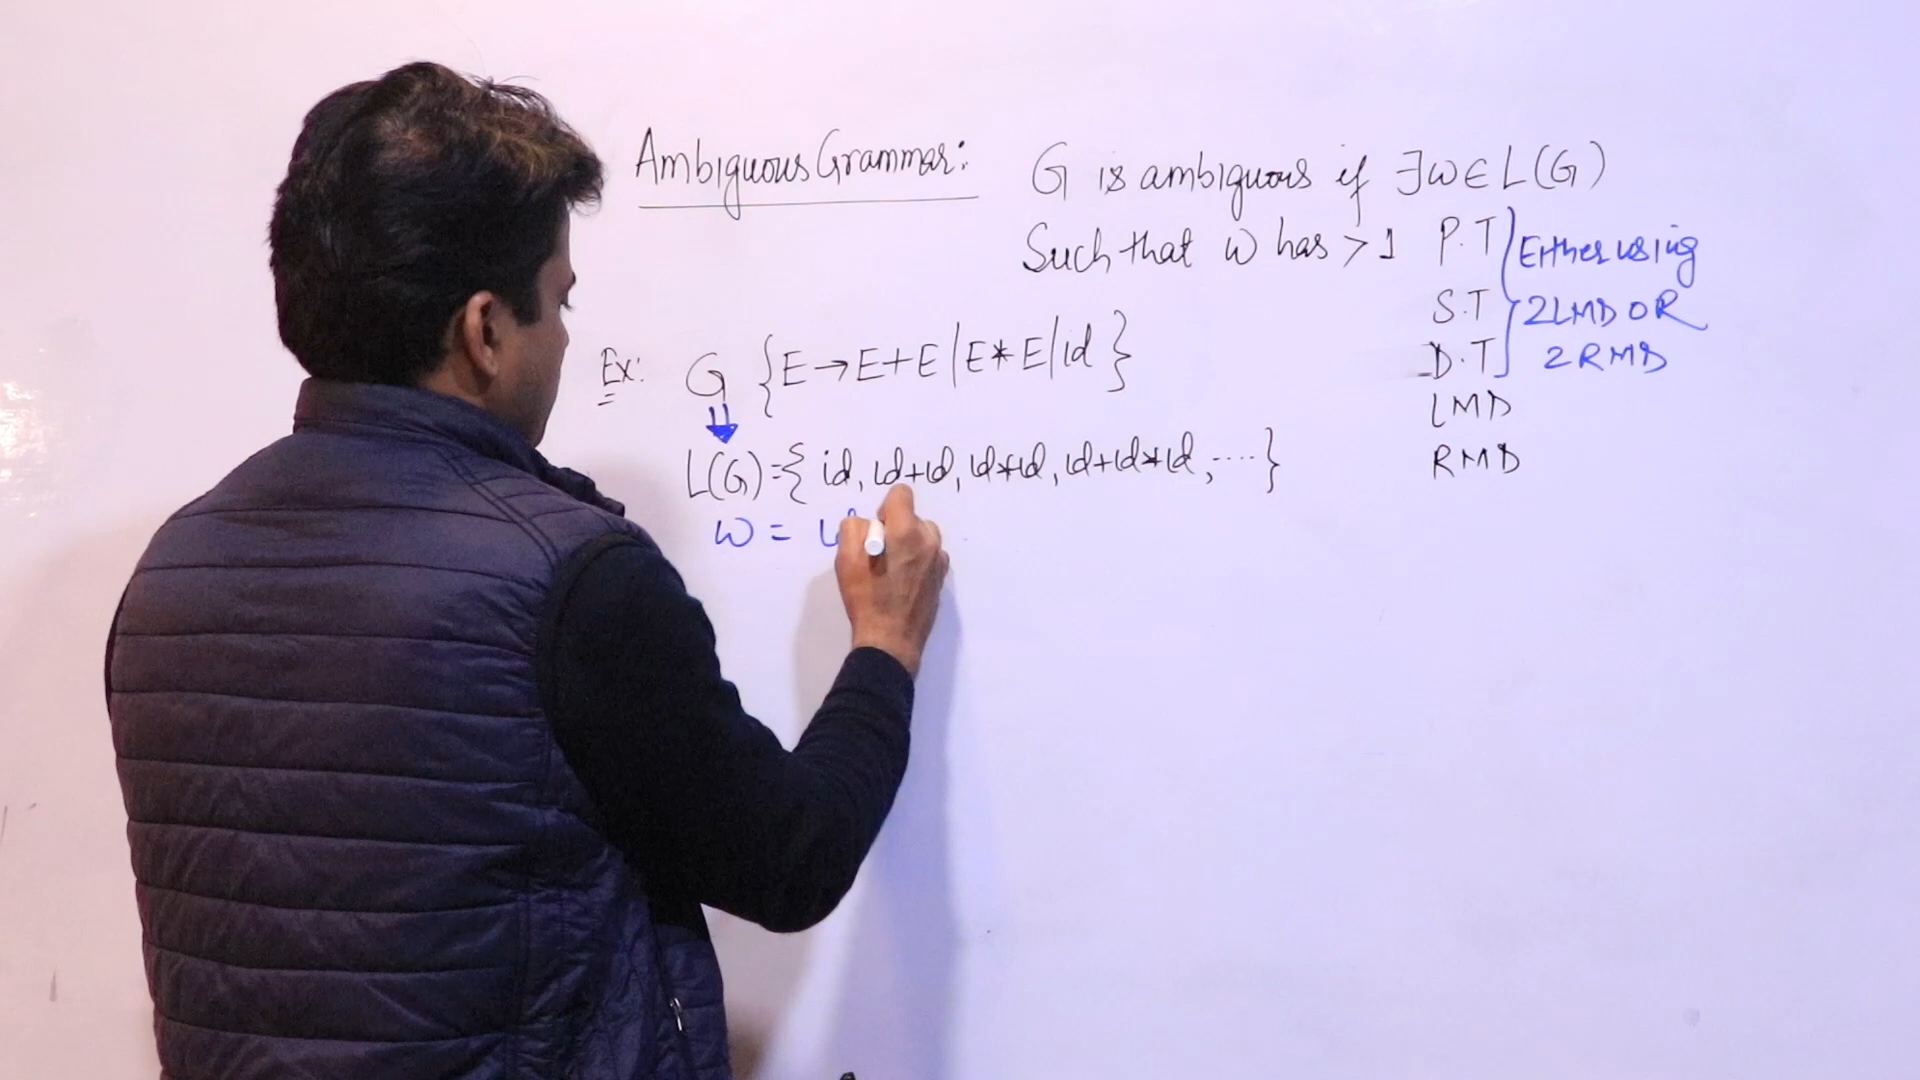 Ambiguous Grammar: G is ambiguous if ∃w∈L(G)
Such that w has > 1 P.T
S.T
D.T
LMD
RMD
Either using
2LMD OR
2RMD
Ex: G {E→E+E|E*E|id}
L(G)={id, id+id, id*id, id+id*id, ....}
w =